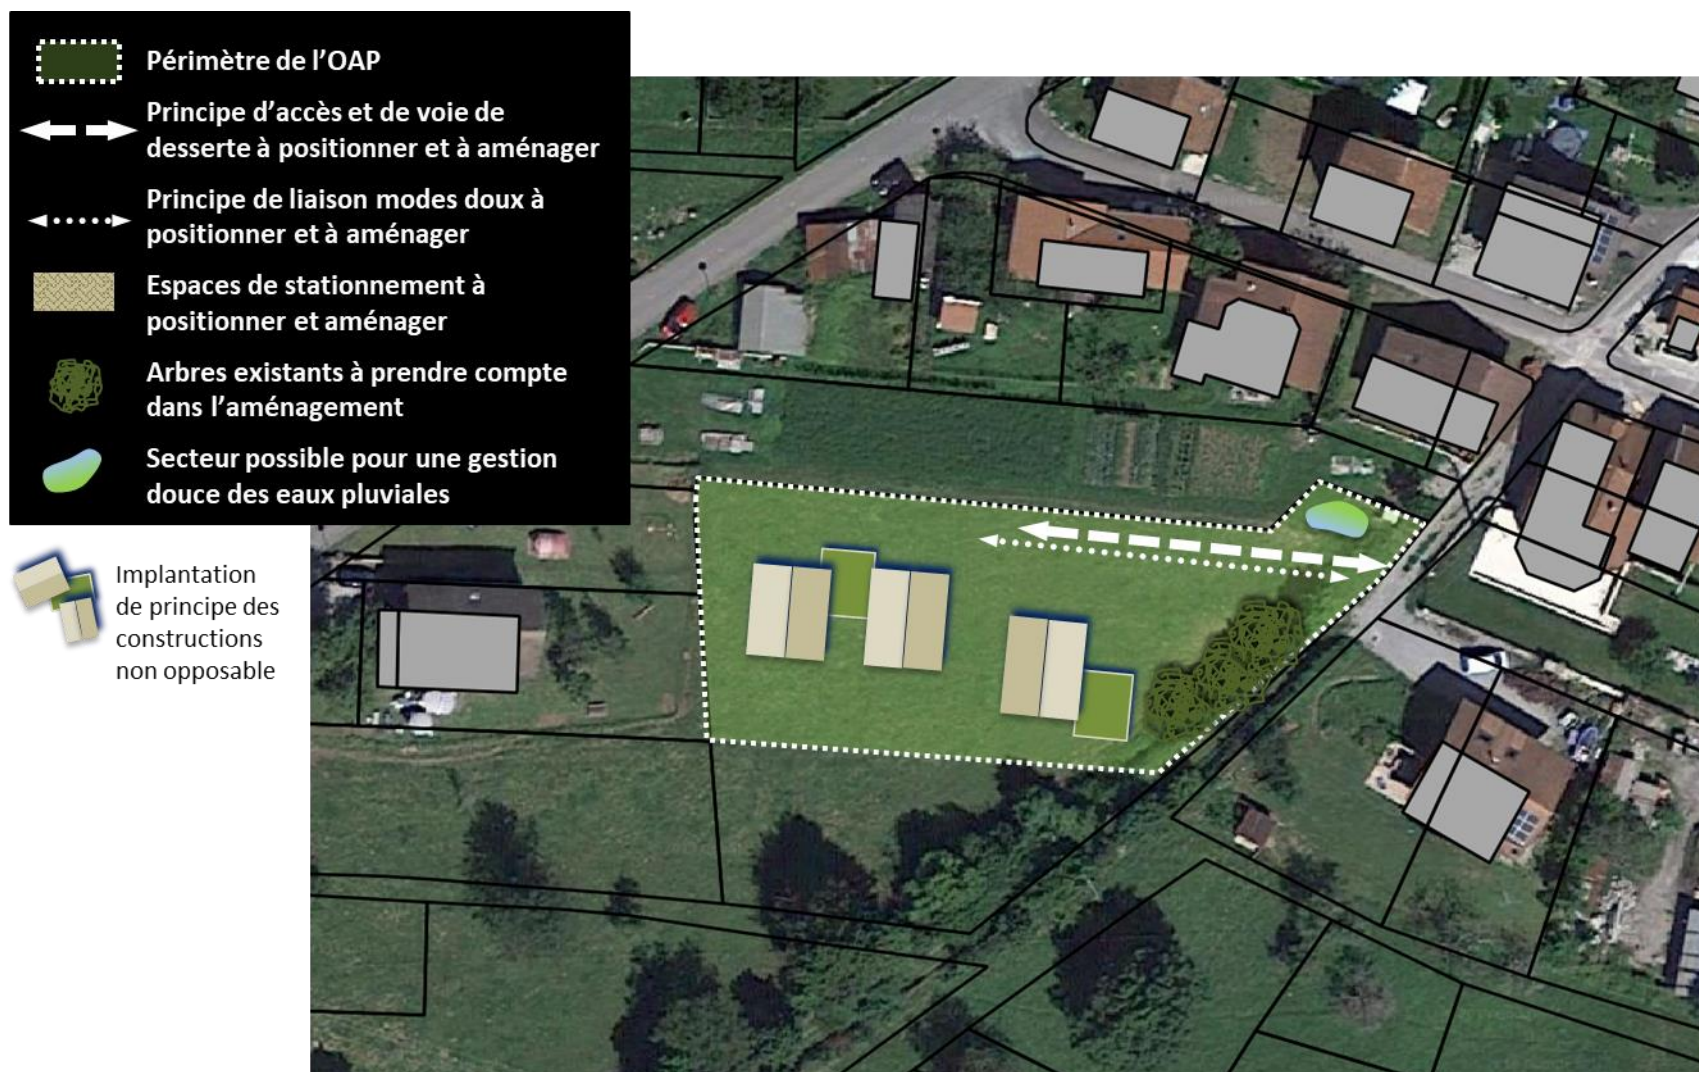 Périmètre de l’OAP
Principe d’accès et de voie de
desserte à positionner et à aménager
Principe de liaison modes doux à
positionner et à aménager
Espaces de stationnement à
positionner et aménager
Arbres existants à prendre compte
dans l’aménagement
Secteur possible pour une gestion
douce des eaux pluviales
Implantation
de principe des
constructions
non opposable